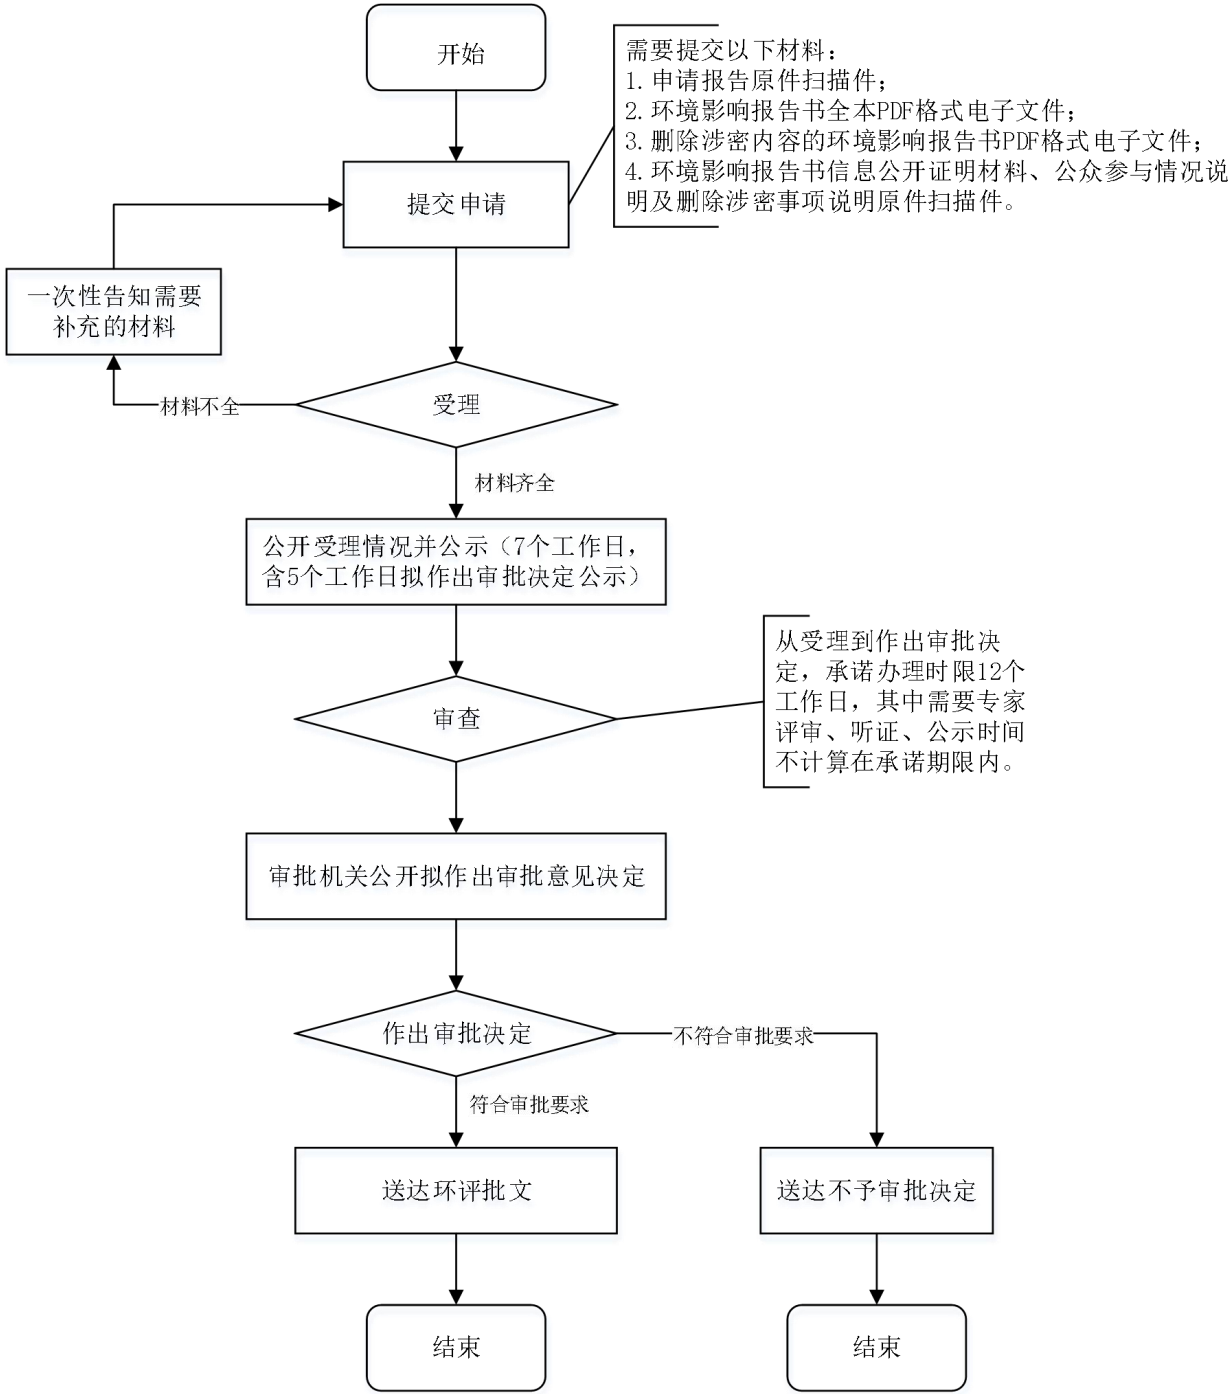 开始
需要提交以下材料：
1.申请报告原件扫描件；
2.环境影响报告书全本PDF格式电子文件；
3.删除涉密内容的环境影响报告书PDF格式电子文件；
4.环境影响报告书信息公开证明材料、公众参与情况说
明及删除涉密事项说明原件扫描件。
提交申请
一次性告知需要
补充的材料
材料不全
受理
材料齐全
公开受理情况并公示（7个工作日，
含5个工作日拟作出审批决定公示）
从受理到作出审批决
定，承诺办理时限12个
工作日，其中需要专家
评审、听证、公示时间
不计算在承诺期限内。
审查
审批机关公开拟作出审批意见决定
作出审批决定
不符合审批要求
符合审批要求
送达环评批文
送达不予审批决定
结束
结束